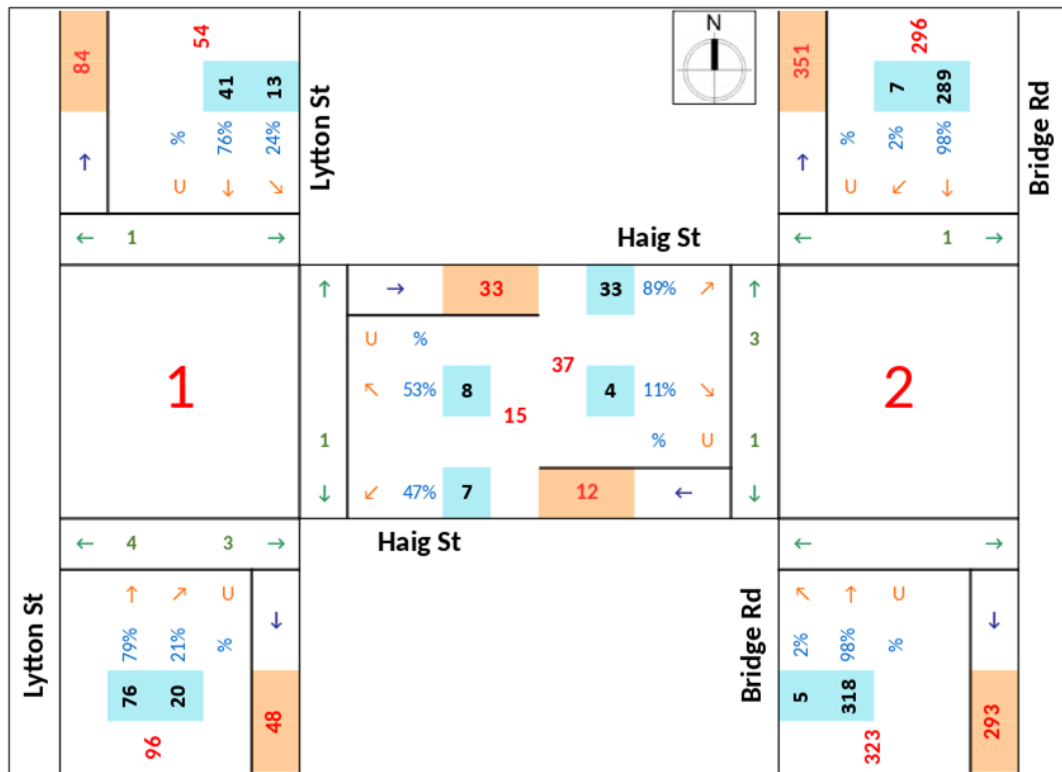 54
N
296
84
41 13
351
7 289
% 76% 24%
% 2% 98%
↑
↑
U ↓ ↘
U ↙ ↓
Lytton St
Bridge Rd
Haig St
← 1 →
← 1 →
↑ → 33 33 89% ↗ ↑
U %
3
37
1
↖ 53% 8 4 11% ↘
2
15
1 % U 1
↓ ↙ 47% 7 12 ← ↓
Haig St
← 4 3 →
← →
↑ ↗ U ↓
↖ ↑ U ↓
79% 21% %
2% 98% %
Lytton St
Bridge Rd
76 20
48
5 318
293
96
323